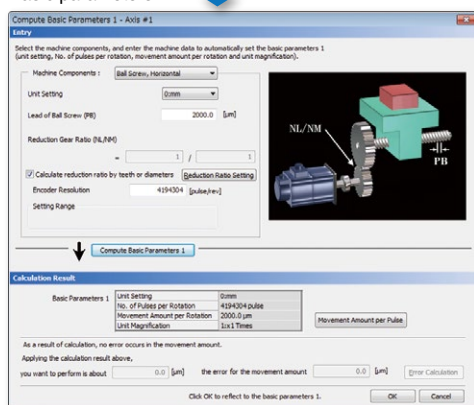 Compute Basic Parameters 1 - Axis #1
Entry
Select the machine components, and enter the machine data to automatically set the basic parameters 1
(unit setting, No. of pulses per rotation, movement amount per rotation and unit magnification).
Machine Components : Ball Screw, Horizontal
Unit Setting 0:mm
Lead of Ball Screw (PB) 2000.0 [µm]
Reduction Gear Ratio (NL/NM)
= 1 / 1
Calculate reduction ratio by teeth or diameters Reduction Ratio Setting
Encoder Resolution 4194304 [pulse/rev]
Setting Range
NL/NM
PB
Compute Basic Parameters 1
Calculation Result
Basic Parameters 1
Unit Setting 0:mm
No. of Pulses per Rotation 4194304 pulse
Movement Amount per Rotation 2000.0 µm
Unit Magnification 1:x1 Times
Movement Amount per Pulse
As a result of calculation, no error occurs in the movement amount.
Applying the calculation result above,
you want to perform is about 0.0 [µm] the error for the movement amount 0.0 [µm] Error Calculation
Click OK to reflect to the basic parameters 1. OK Cancel